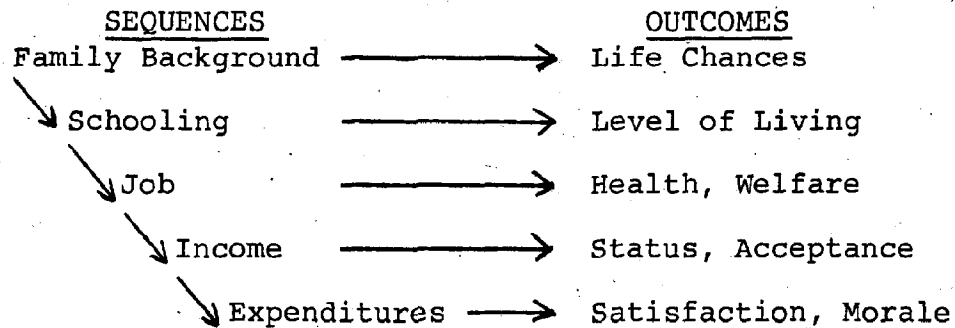 SEQUENCES OUTCOMES
Family Background Life Chances
Schooling Level of Living
Job Health, Welfare
Income Status, Acceptance
Expenditures Satisfaction, Morale